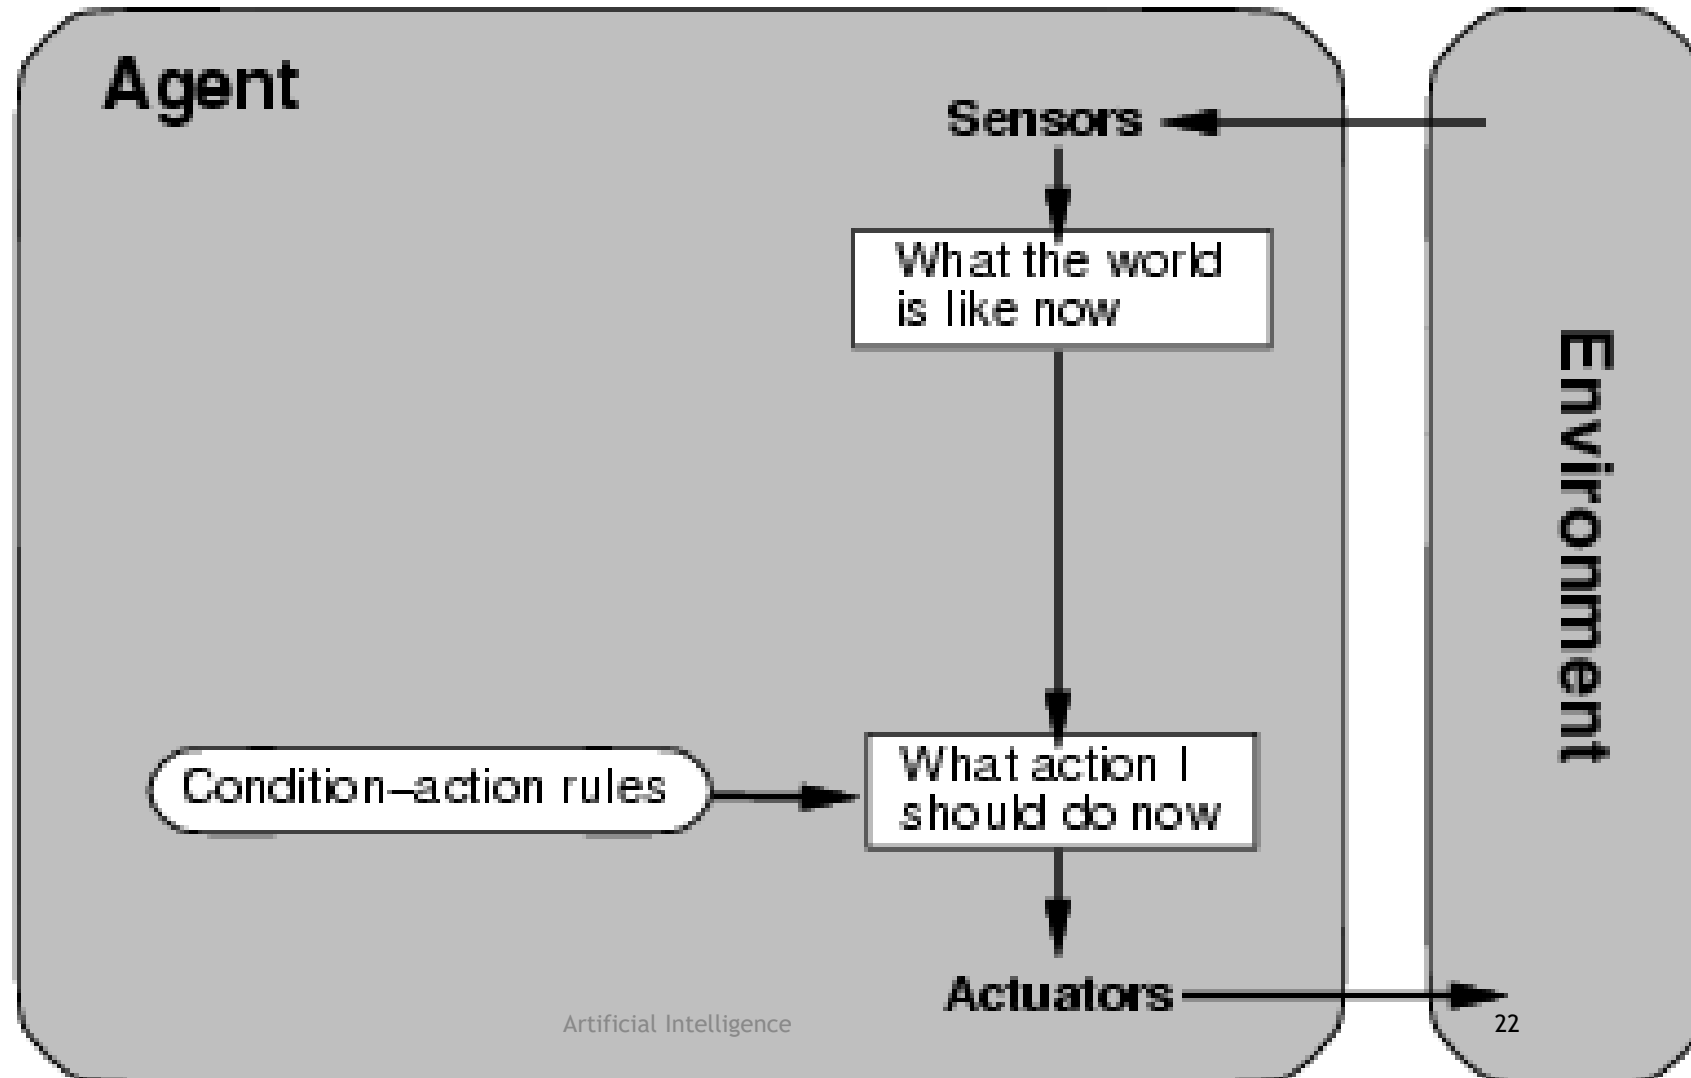 Agent
Sensors
What the world
is like now
Environment
Condition–action rules
What action I
should do now
Actuators
Artificial Intelligence
22